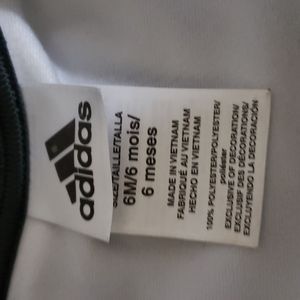 adidas
SIZE/TAILLE/TALLA
6M/6 mois/
6 meses
MADE IN VIETNAM
FABRIQUÉ AU VIETNAM
HECHO EN VIETNAM
100% POLYESTER/POLYESTER/
poliéster
EXCLUSIVE OF DECORATION/
EXCLUSIF DES DÉCORATIONS/
EXCLUYENDO LA DECORACIÓN